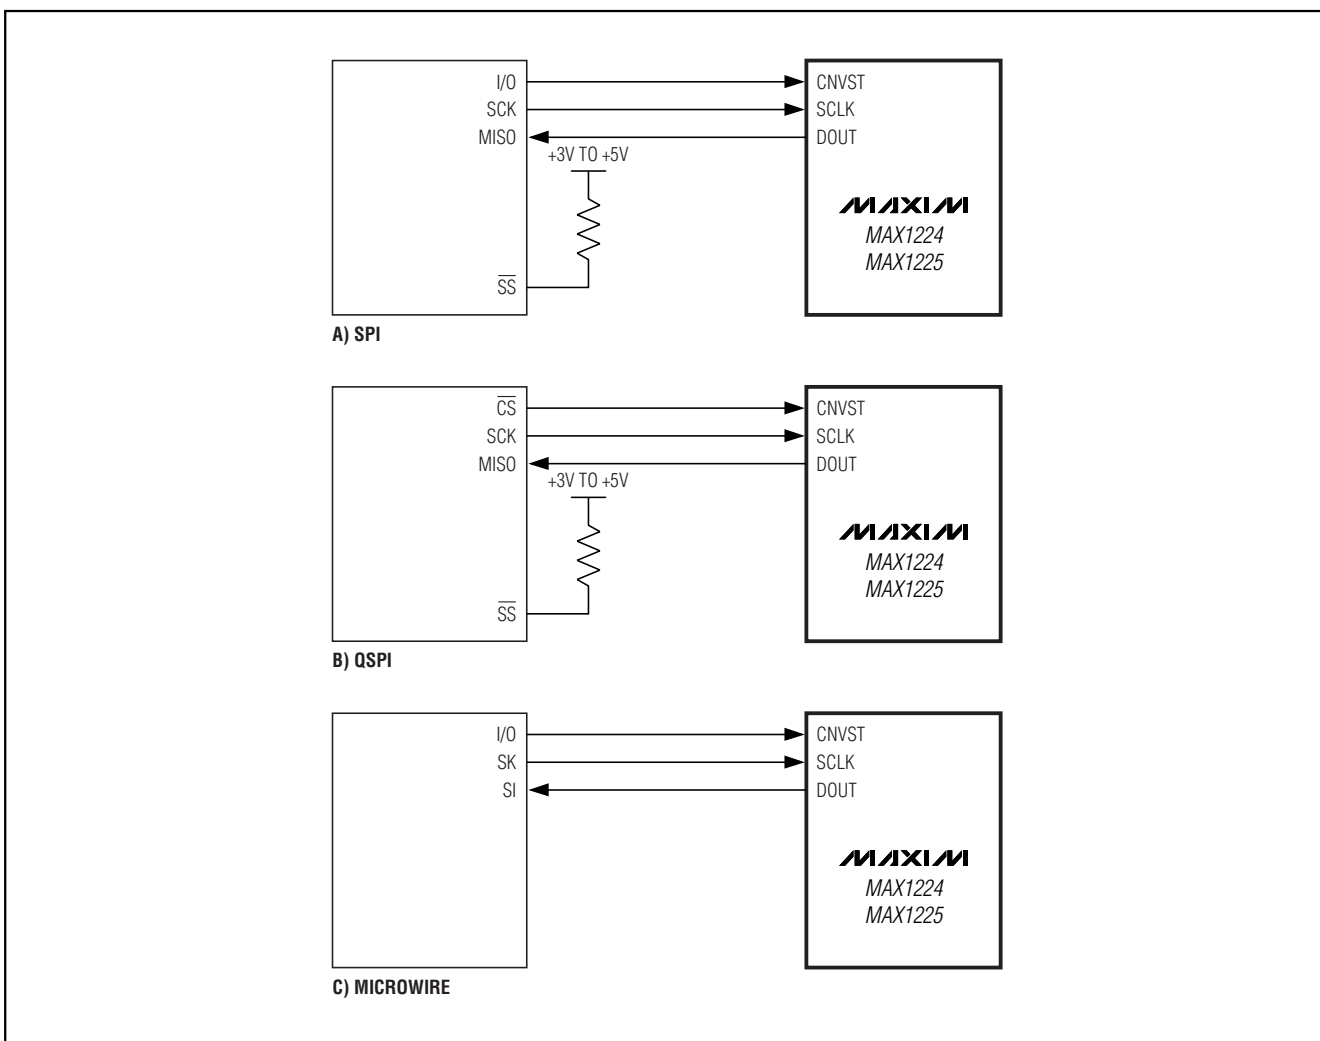 I/O
SCK
MISO
+3V TO +5V
SS
CNVST
SCLK
DOUT
MAXIM
MAX1224
MAX1225
A) SPI
CS
SCK
MISO
+3V TO +5V
SS
CNVST
SCLK
DOUT
MAXIM
MAX1224
MAX1225
B) QSPI
I/O
SK
SI
CNVST
SCLK
DOUT
MAXIM
MAX1224
MAX1225
C) MICROWIRE